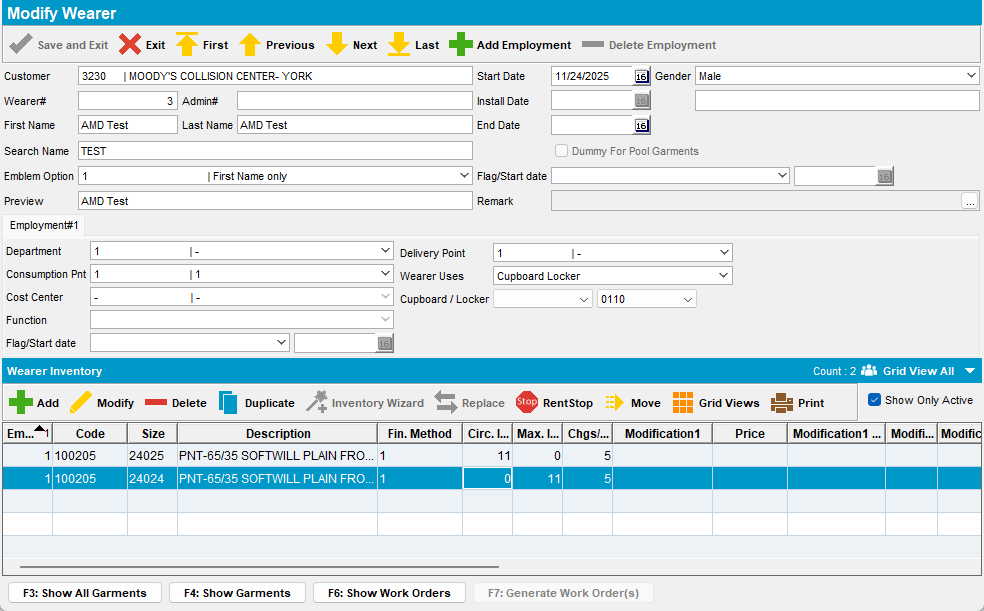 Modify Wearer
Save and Exit Exit First Previous Next Last Add Employment Delete Employment
Customer 3230 | MOODY'S COLLISION CENTER- YORK Start Date 11/24/2025 16 Gender Male
Wearer# 3 Admin# Install Date 16
First Name AMD Test Last Name AMD Test End Date 16
Search Name TEST Dummy For Pool Garments
Emblem Option 1 | First Name only Flag/Start date 16
Preview AMD Test Remark ...
Employment#1
Department 1 | - Delivery Point 1 | -
Consumption Pnt 1 | 1 Wearer Uses Cupboard Locker
Cost Center - | - Cupboard / Locker 0110
Function
Flag/Start date 16
Wearer Inventory Count : 2 Grid View All
Add Modify Delete Duplicate Inventory Wizard Replace Stop RentStop Move Grid Views Print Show Only Active
Em... 1 Code Size Description Fin. Method Circ. I... Max. I... Chgs/... Modification1 Price Modification1 ... Modifi... Modific
1 100205 24025 PNT-65/35 SOFTWILL PLAIN FRO... 1 11 0 5
1 100205 24024 PNT-65/35 SOFTWILL PLAIN FRO... 1 0 11 5
F3: Show All Garments F4: Show Garments F6: Show Work Orders F7: Generate Work Order(s)